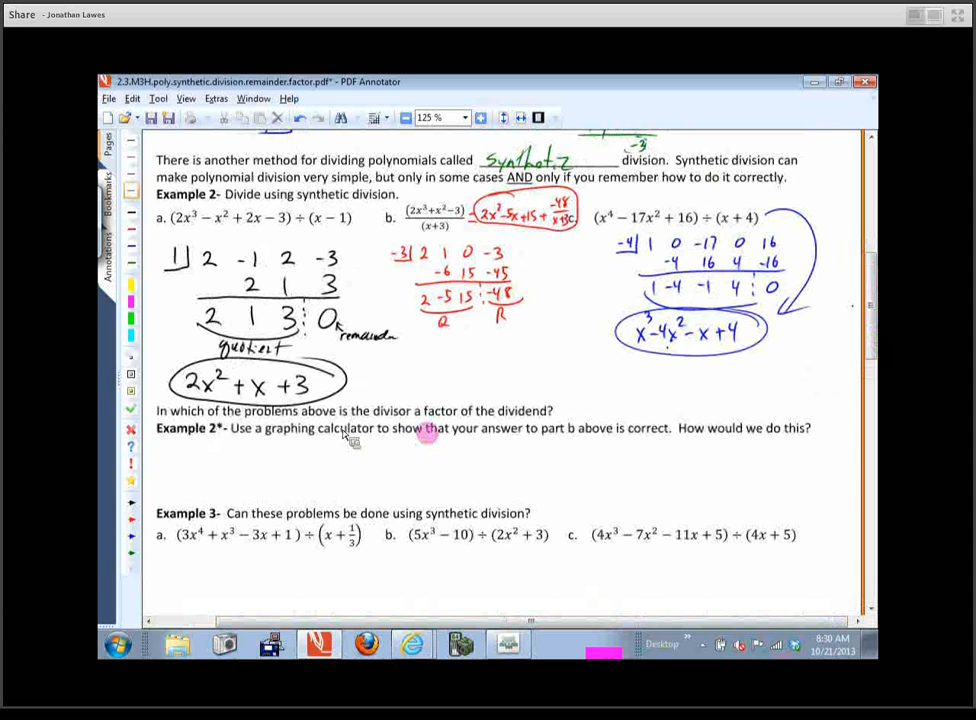 Share - Jonathan Lawes
2.3.M3H.poly.synthetic.division.remainder.factor.pdf* - PDF Annotator
File Edit Tool View Extras Window Help
125 %
Pages
Bookmarks
Annotations
-3
There is another method for dividing polynomials called synthetic division. Synthetic division can
make polynomial division very simple, but only in some cases AND only if you remember how to do it correctly.
Example 2- Divide using synthetic division.
a. (2x³ − x² + 2x − 3) ÷ (x − 1)
1 2 -1 2 -3
2 1 3
2 1 3 0
remainder
quotient
2x² + x + 3
b. (2x³+x²−3)/(x+3) = 2x²-5x+15+ -48/x+3
-3 2 1 0 -3
-6 15 -45
2 -5 15 -48
Q R
c. (x⁴ − 17x² + 16) ÷ (x + 4)
-4 1 0 -17 0 16
-4 16 4 -16
1 -4 -1 4 0
x³-4x²-x+4
In which of the problems above is the divisor a factor of the dividend?
Example 2*- Use a graphing calculator to show that your answer to part b above is correct. How would we do this?
Example 3- Can these problems be done using synthetic division?
a. (3x⁴ + x³ − 3x + 1) ÷ (x + 1/3) b. (5x³ − 10) ÷ (2x² + 3) c. (4x³ − 7x² − 11x + 5) ÷ (4x + 5)
Desktop
8:30 AM
10/21/2013